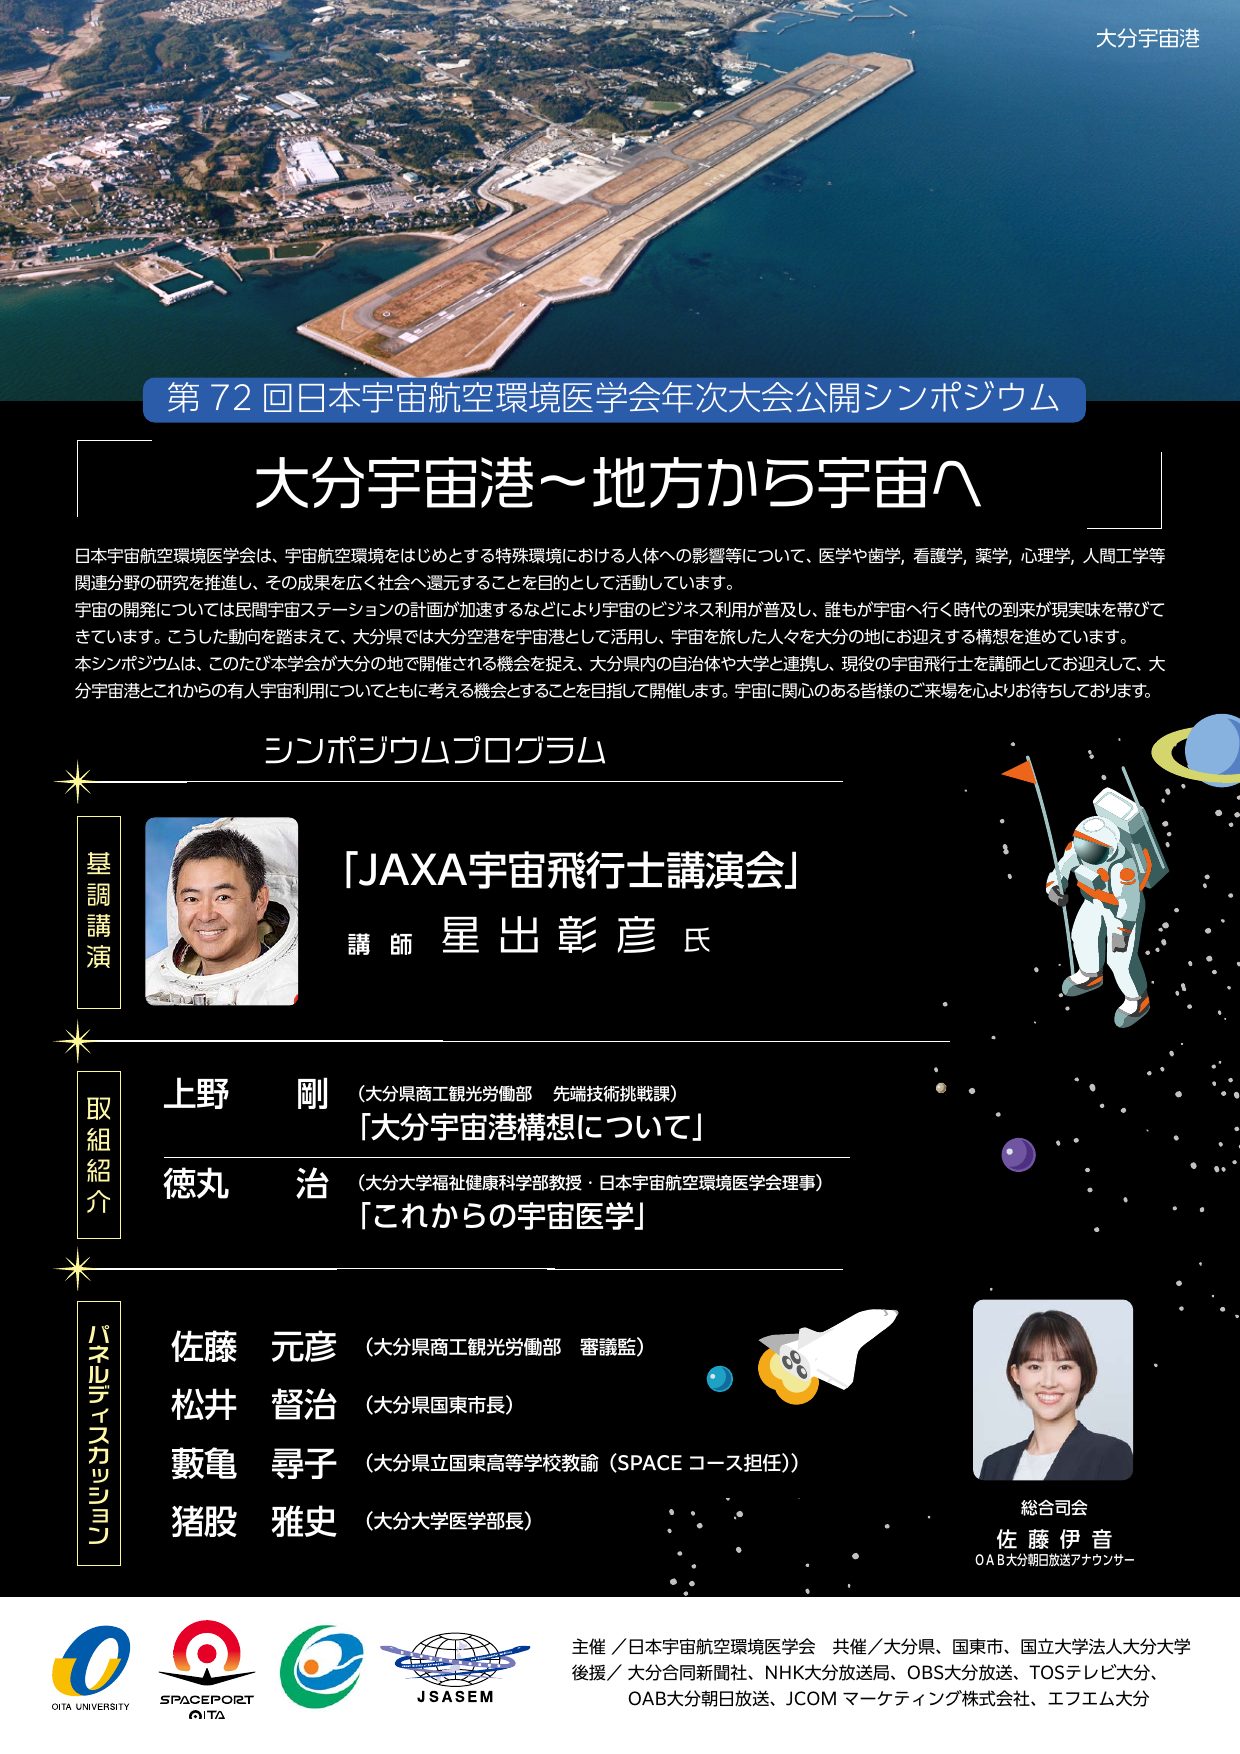 大分宇宙港
第 72 回日本宇宙航空環境医学会年次大会公開シンポジウム
大分宇宙港〜地方から宇宙へ
日本宇宙航空環境医学会は、宇宙航空環境をはじめとする特殊環境における人体への影響等について、医学や歯学, 看護学, 薬学, 心理学, 人間工学等
関連分野の研究を推進し、その成果を広く社会へ還元することを目的として活動しています。
宇宙の開発については民間宇宙ステーションの計画が加速するなどにより宇宙のビジネス利用が普及し、誰もが宇宙へ行く時代の到来が現実味を帯びて
きています。こうした動向を踏まえて、大分県では大分空港を宇宙港として活用し、宇宙を旅した人々を大分の地にお迎えする構想を進めています。
本シンポジウムは、このたび本学会が大分の地で開催される機会を捉え、大分県内の自治体や大学と連携し、現役の宇宙飛行士を講師としてお迎えして、大
分宇宙港とこれからの有人宇宙利用についてともに考える機会とすることを目指して開催します。宇宙に関心のある皆様のご来場を心よりお待ちしております。
シンポジウムプログラム
基調講演
「JAXA宇宙飛行士講演会」
講師 星出彰彦 氏
取組紹介
上野 剛 （大分県商工観光労働部 先端技術挑戦課）
「大分宇宙港構想について」
徳丸 治 （大分大学福祉健康科学部教授・日本宇宙航空環境医学会理事）
「これからの宇宙医学」
パネルディスカッション
佐藤 元彦 （大分県商工観光労働部 審議監）
松井 督治 （大分県国東市長）
藪亀 尋子 （大分県立国東高等学校教諭（SPACE コース担任））
猪股 雅史 （大分大学医学部長）
総合司会
佐藤伊音
OAB大分朝日放送アナウンサー
OITA UNIVERSITY
SPACEPORT
OITA
JSASEM
主催 ／日本宇宙航空環境医学会 共催／大分県、国東市、国立大学法人大分大学
後援／ 大分合同新聞社、NHK大分放送局、OBS大分放送、TOSテレビ大分、
OAB大分朝日放送、JCOM マーケティング株式会社、エフエム大分